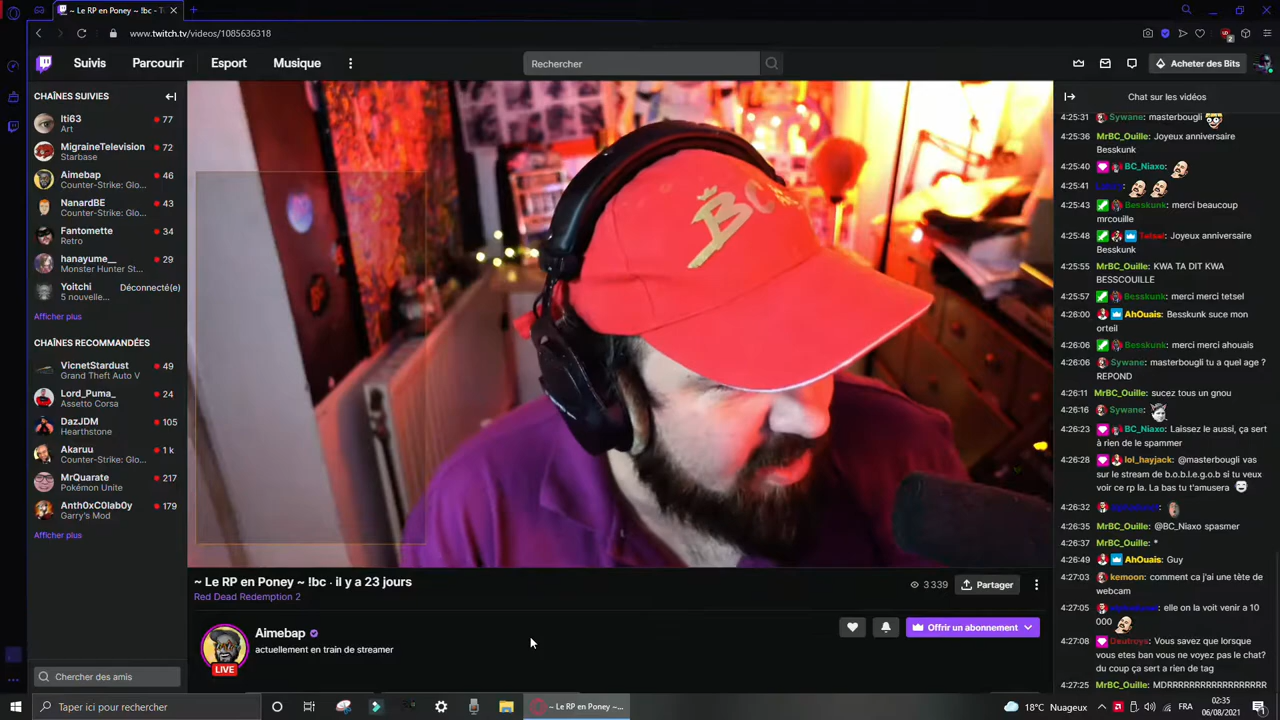 ~ Le RP en Poney ~ !bc - T
www.twitch.tv/videos/1085636318
Suivis
Parcourir
Esport
Musique
Rechercher
Acheter des Bits
CHAÎNES SUIVIES
Iti63
Art
77
MigraineTelevision
Starbase
72
Aimebap
Counter-Strike: Glo...
46
NanardBE
Counter-Strike: Glo...
43
Fantomette
Retro
34
hanayume__
Monster Hunter St...
29
Yoitchi
5 nouvelle...
Déconnecté(e)
Afficher plus
CHAÎNES RECOMMANDÉES
VicnetStardust
Grand Theft Auto V
49
Lord_Puma_
Assetto Corsa
24
DazJDM
Hearthstone
105
Akaruu
Counter-Strike: Glo...
1 k
MrQuarate
Pokémon Unite
217
Anth0xC0lab0y
Garry's Mod
179
Afficher plus
Chercher des amis
BC
~ Le RP en Poney ~ !bc · il y a 23 jours
Red Dead Redemption 2
3 339
Partager
Aimebap
actuellement en train de streamer
LIVE
Offrir un abonnement
Chat sur les vidéos
4:25:31 Sywane: masterbougli
4:25:36 MrBC_Ouille: Joyeux anniversaire
Besskunk
4:25:40 BC_Niaxo:
4:25:41
4:25:43 Besskunk: merci beaucoup
mrcouille
4:25:48 Tetsel: Joyeux anniversaire
Besskunk
4:25:55 MrBC_Ouille: KWA TA DIT KWA
BESSCOUILLE
4:25:57 Besskunk: merci merci tetsel
4:26:00 AhOuais: Besskunk suce mon
orteil
4:26:06 Besskunk: merci merci ahouais
4:26:06 Sywane: masterbougli tu a quel age ?
REPOND
4:26:11 MrBC_Ouille: sucez tous un gnou
4:26:16 Sywane:
4:26:23 BC_Niaxo: Laissez le aussi, ça sert
à rien de le spammer
4:26:28 lol_hayjack: @masterbougli vas
sur le stream de b.o.b.l.e.g.o.b si tu veux
voir ce rp la. La bas tu t'amusera
4:26:32
4:26:35 MrBC_Ouille: @BC_Niaxo spasmer
4:26:37 MrBC_Ouille: *
4:26:49 AhOuais: Guy
4:27:03 kemoon: comment ca j'ai une tète de
webcam
4:27:05 elle on la voit venir a 10
000
4:27:08 Deutroys: Vous savez que lorsque
vous etes ban vous ne voyez pas le chat?
du coup ça sert a rien de tag
4:27:25 MrBC_Ouille: MDRRRRRRRRRRRRRRRRRR
Taper ici pour rechercher
~ Le RP en Poney ~...
18°C Nuageux
FRA
02:35
06/08/2021